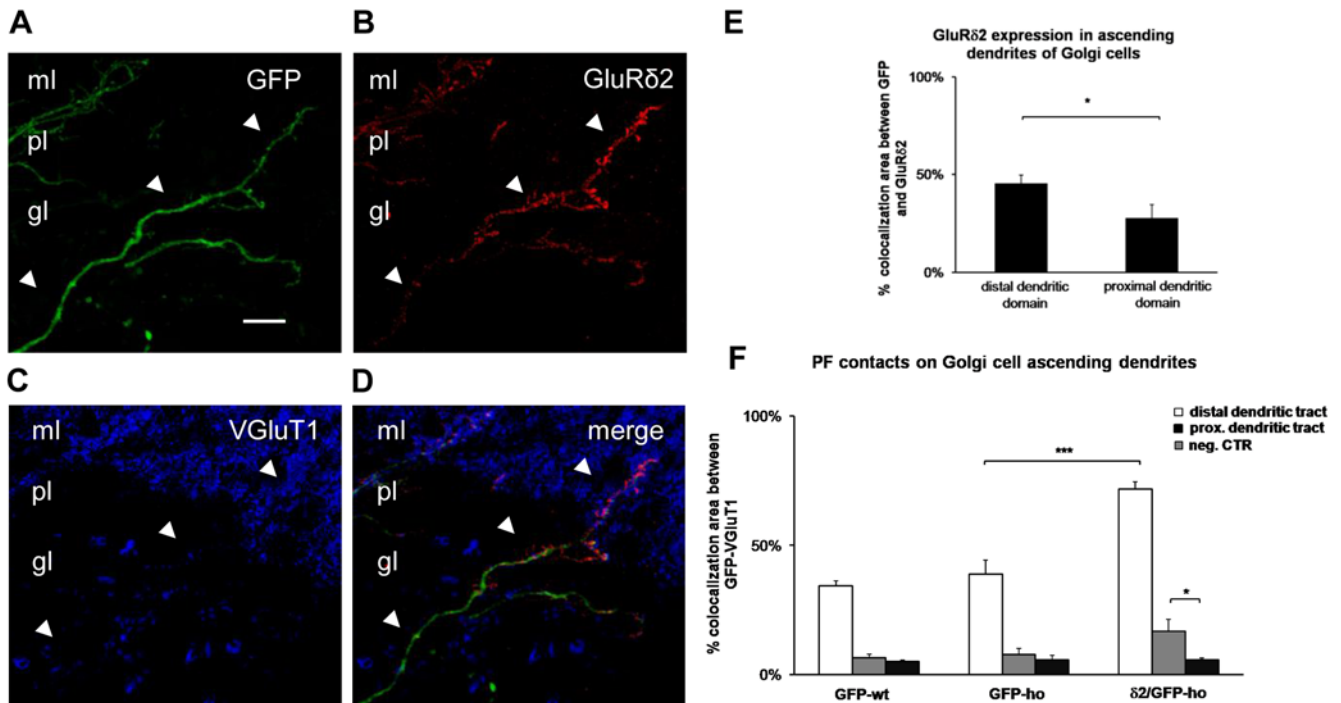 A
GFP
ml
pl
gl
B
GluRδ2
C
VGluT1
ml
pl
gl
D
merge
ml
pl
gl
E
GluRδ2 expression in ascending
dendrites of Golgi cells
% colocalization area between GFP
and GluRδ2
100%
50%
0%
*
distal dendritic
domain
proximal dendritic
domain
F
PF contacts on Golgi cell ascending dendrites
% colocalization area between
GFP-VGluT1
100%
50%
0%
***
*
distal dendritic tract
prox. dendritic tract
neg. CTR
GFP-wt
GFP-ho
δ2/GFP-ho